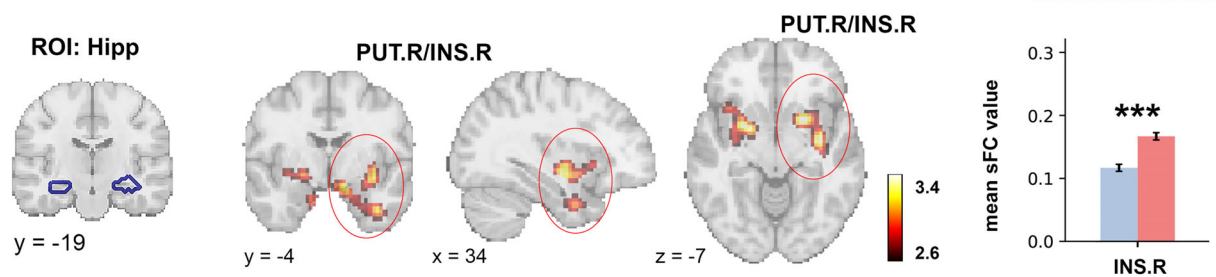 ROI: Hipp
y = -19
PUT.R/INS.R
y = -4
x = 34
PUT.R/INS.R
z = -7
3.4
2.6
mean sFC value
0.3
0.2
0.1
0.0
***
INS.R